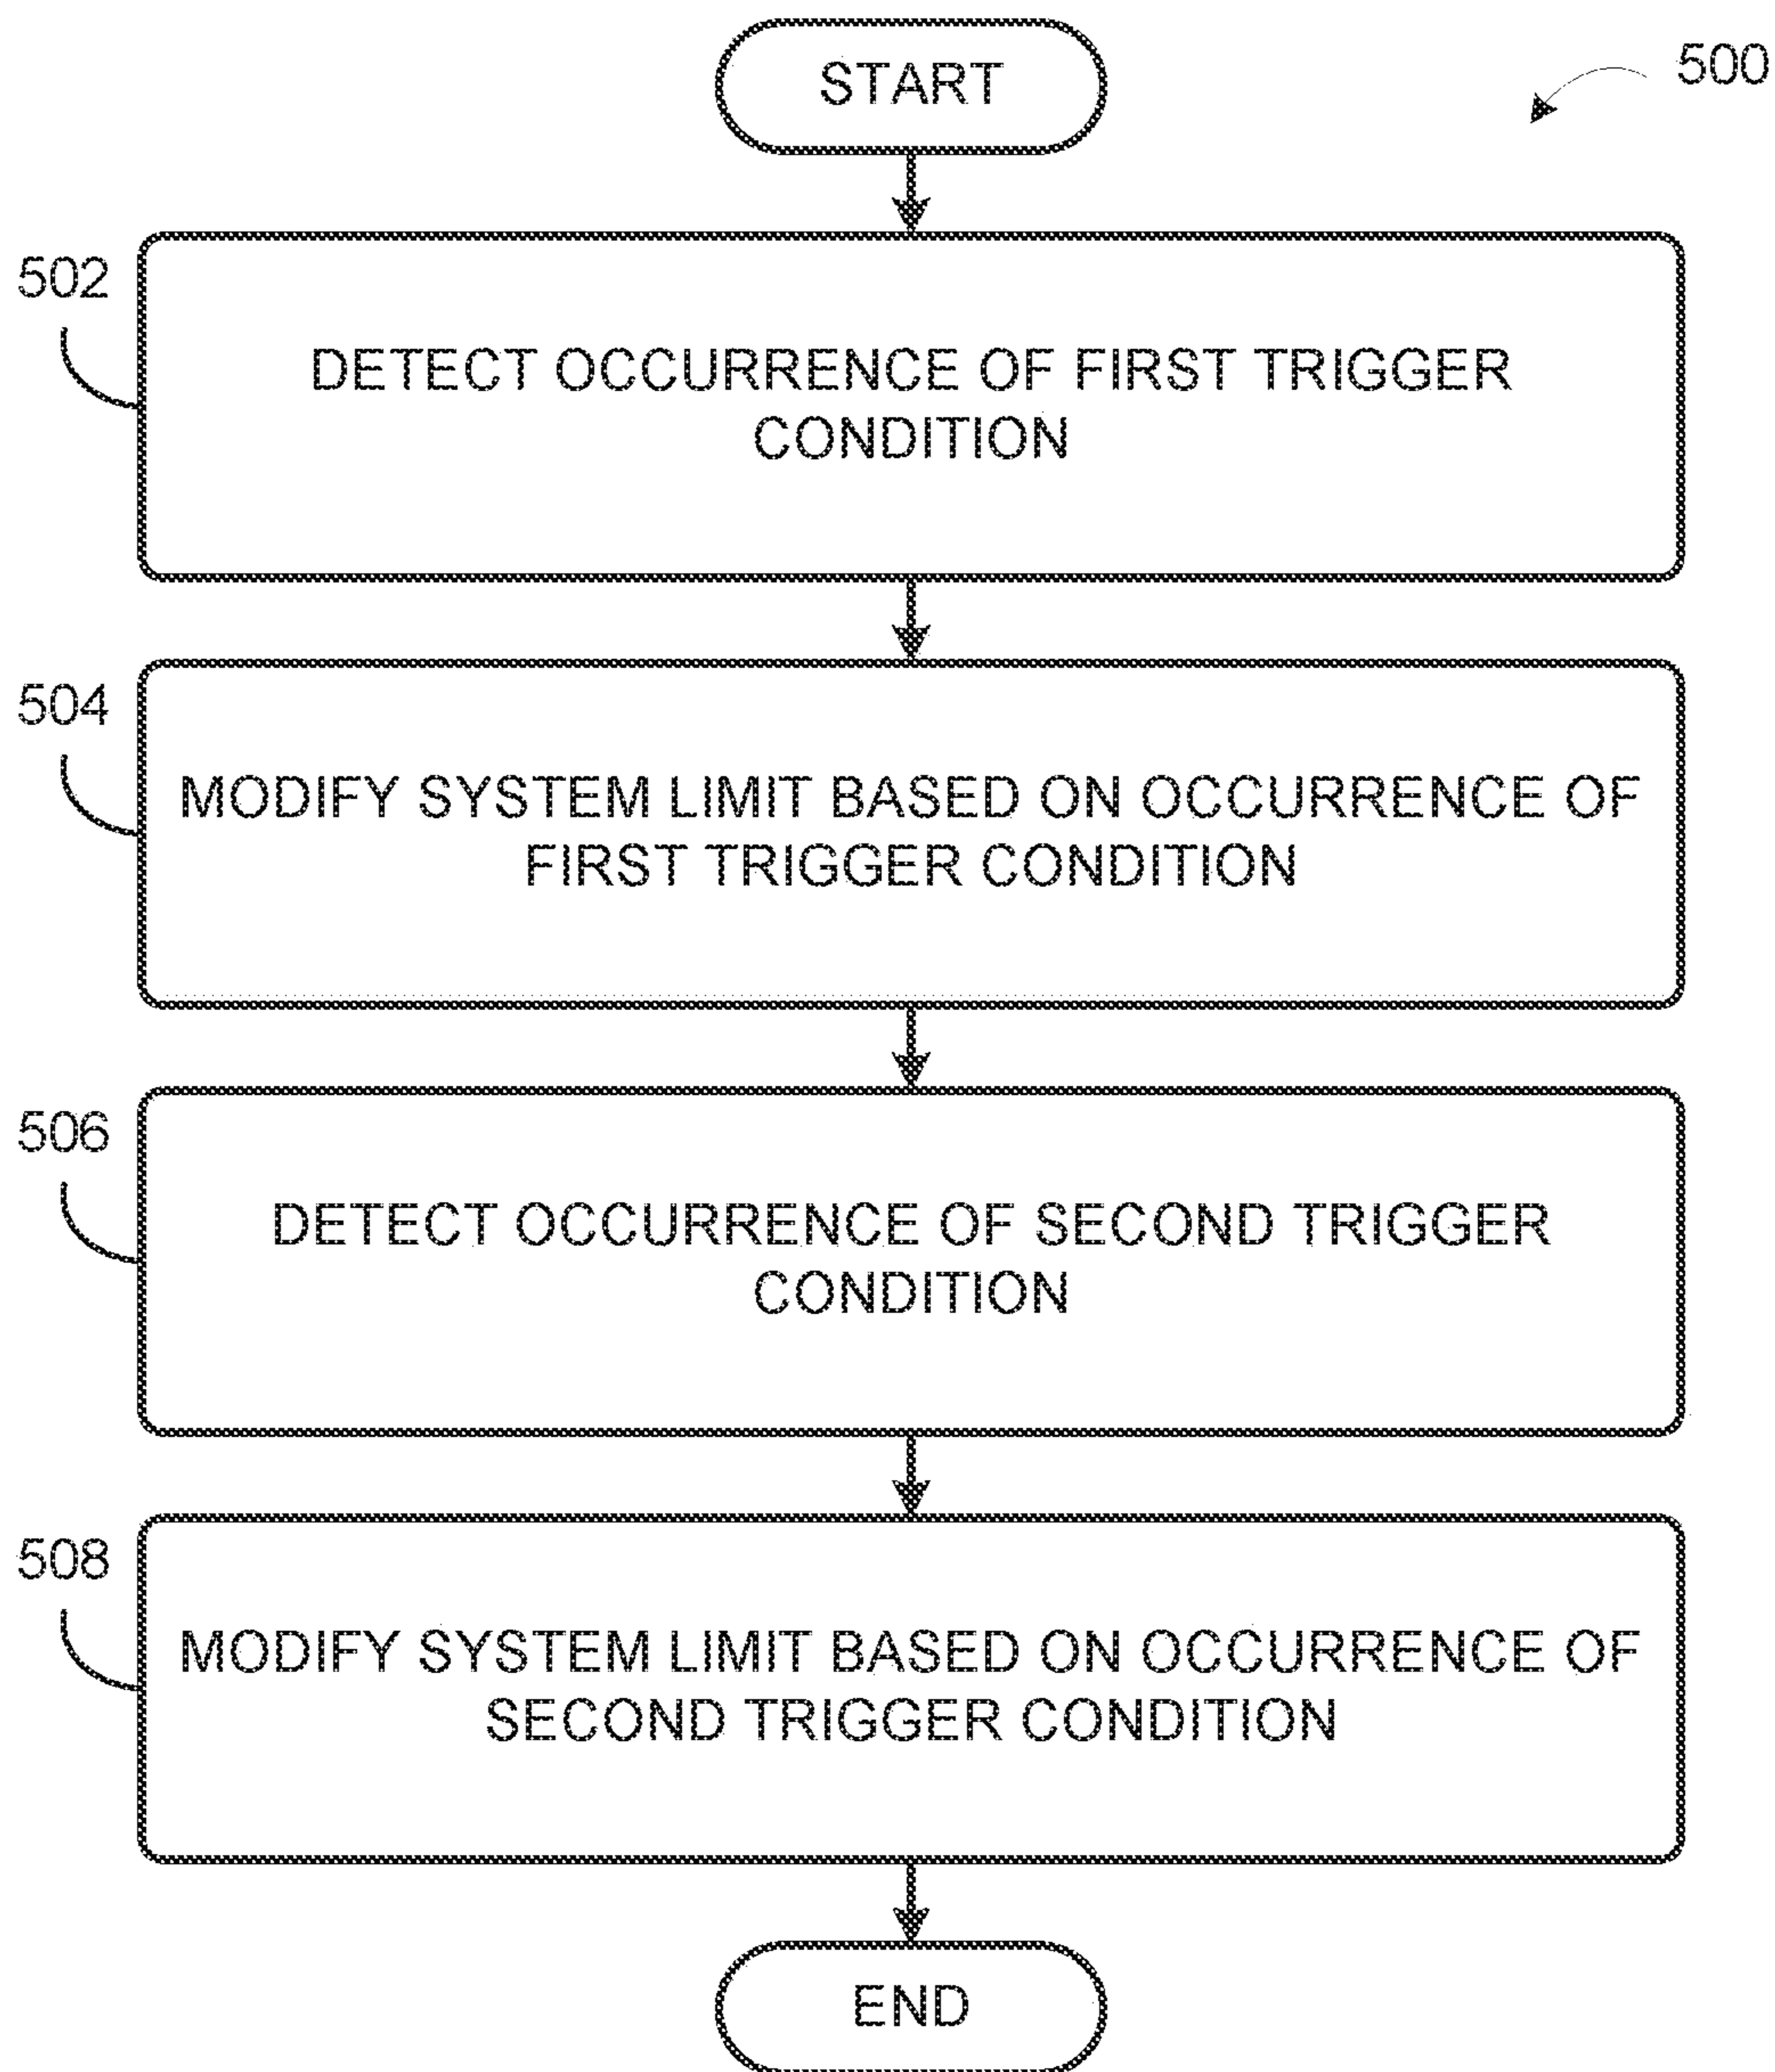 START
500
502
DETECT OCCURRENCE OF FIRST TRIGGER
CONDITION
504
MODIFY SYSTEM LIMIT BASED ON OCCURRENCE OF
FIRST TRIGGER CONDITION
506
DETECT OCCURRENCE OF SECOND TRIGGER
CONDITION
508
MODIFY SYSTEM LIMIT BASED ON OCCURRENCE OF
SECOND TRIGGER CONDITION
END